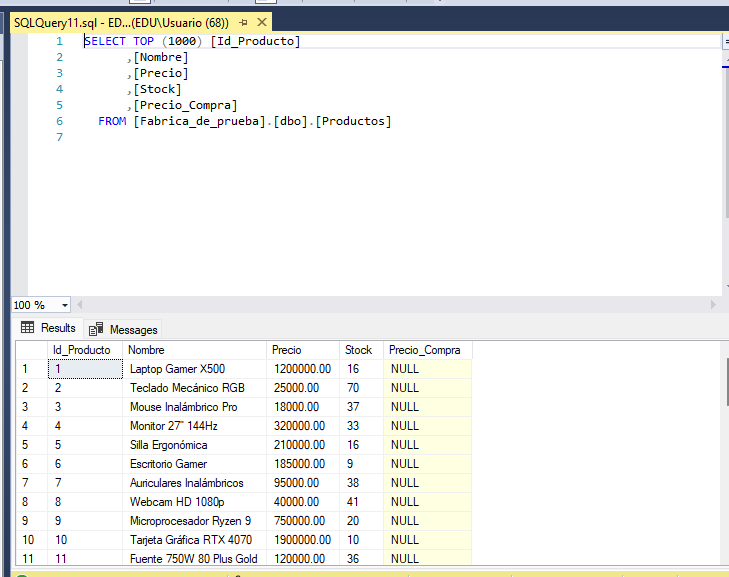 SQLQuery11.sql - ED...(EDU\Usuario (68))
1 SELECT TOP (1000) [Id_Producto]
2 ,[Nombre]
3 ,[Precio]
4 ,[Stock]
5 ,[Precio_Compra]
6 FROM [Fabrica_de_prueba].[dbo].[Productos]
7
100 %
Results Messages
Id_Producto Nombre Precio Stock Precio_Compra
1 1 Laptop Gamer X500 1200000.00 16 NULL
2 2 Teclado Mecánico RGB 25000.00 70 NULL
3 3 Mouse Inalámbrico Pro 18000.00 37 NULL
4 4 Monitor 27" 144Hz 320000.00 33 NULL
5 5 Silla Ergonómica 210000.00 16 NULL
6 6 Escritorio Gamer 185000.00 9 NULL
7 7 Auriculares Inalámbricos 95000.00 38 NULL
8 8 Webcam HD 1080p 40000.00 41 NULL
9 9 Microprocesador Ryzen 9 750000.00 20 NULL
10 10 Tarjeta Gráfica RTX 4070 1900000.00 10 NULL
11 11 Fuente 750W 80 Plus Gold 120000.00 36 NULL